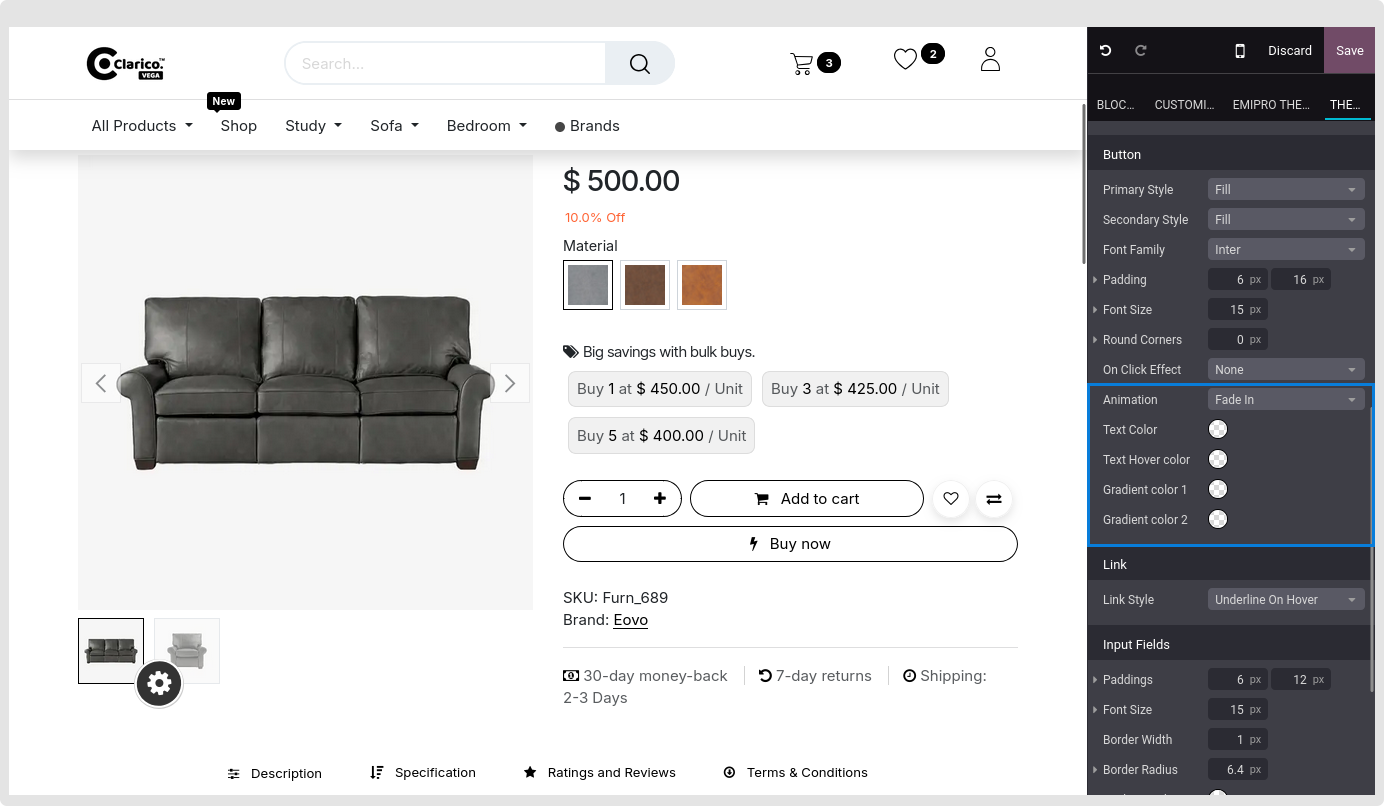 Clarico.
VEGA
Search...
3
2
Discard
Save
BLOC...
CUSTOMI...
EMIPRO THE...
THE...
New
All Products
Shop
Study
Sofa
Bedroom
Brands
$ 500.00
10.0% Off
Material
Big savings with bulk buys.
Buy 1 at $ 450.00 / Unit
Buy 3 at $ 425.00 / Unit
Buy 5 at $ 400.00 / Unit
1
Add to cart
Buy now
SKU: Furn_689
Brand: Eovo
30-day money-back
7-day returns
Shipping:
2-3 Days
Description
Specification
Ratings and Reviews
Terms & Conditions
Button
Primary Style Fill
Secondary Style Fill
Font Family Inter
Padding 6 px 16 px
Font Size 15 px
Round Corners 0 px
On Click Effect None
Animation Fade In
Text Color
Text Hover color
Gradient color 1
Gradient color 2
Link
Link Style Underline On Hover
Input Fields
Paddings 6 px 12 px
Font Size 15 px
Border Width 1 px
Border Radius 6.4 px